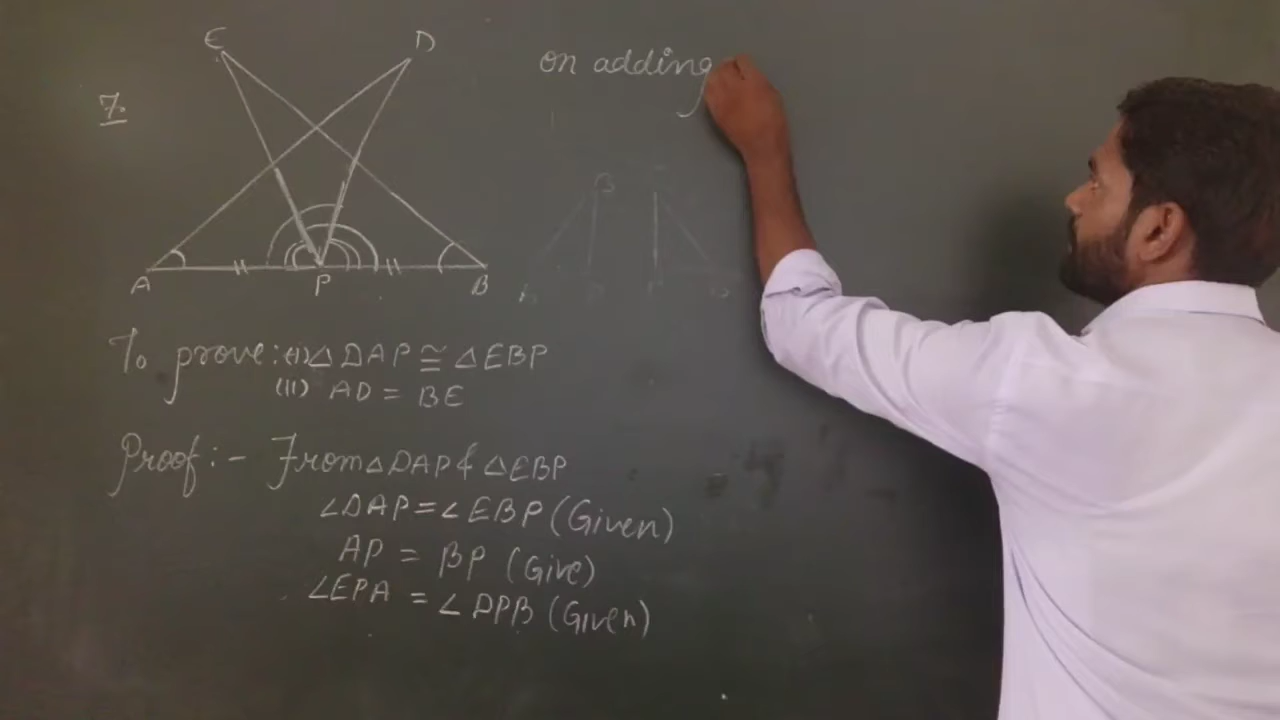 7.
E
D
A
P
B
To prove: (i) △ DAP ≅ △ EBP
(ii) AD = BE
Proof :- From △ DAP & △ EBP
∠DAP = ∠ EBP (Given)
AP = BP (Give)
∠EPA = ∠ DPB (Given)
on adding